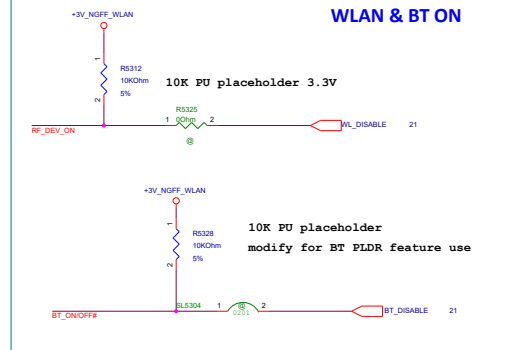 WLAN & BT ON
+3V_NGFF_WLAN
1
R5312
10KOhm
5%
2
10K PU placeholder 3.3V
R5325
1 0Ohm 2
@
RF_DEV_ON
WL_DISABLE 21
+3V_NGFF_WLAN
1
R5328
10KOhm
5%
2
10K PU placeholder
modify for BT PLDR feature use
SL5304 1 @ 2
0201
BT_ON/OFF#
BT_DISABLE 21